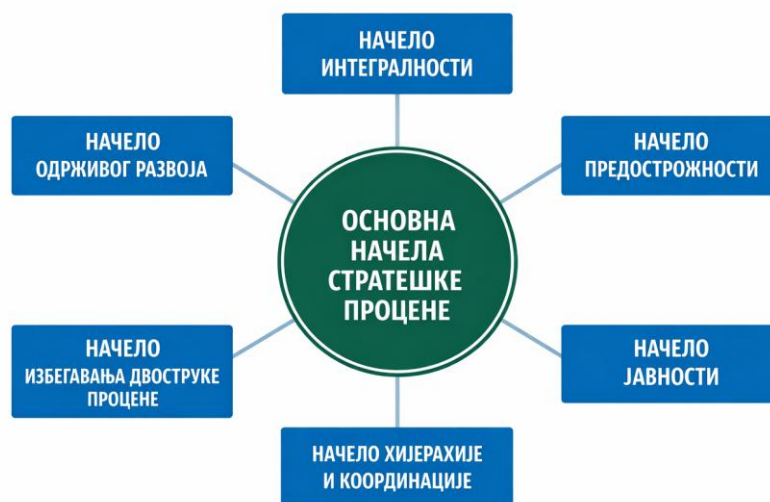 НАЧЕЛО
ИНТЕГРАЛНОСТИ
НАЧЕЛО
ОДРЖИВОГ РАЗВОЈА
НАЧЕЛО
ПРЕДОСТРОЖНОСТИ
ОСНОВНА
НАЧЕЛА
СТРАТЕШКЕ
ПРОЦЕНЕ
НАЧЕЛО
ИЗБЕГАВАЊА ДВОСТРУКЕ
ПРОЦЕНЕ
НАЧЕЛО
ЈАВНОСТИ
НАЧЕЛО ХИЈЕРАХИЈЕ
И КООРДИНАЦИЈЕ